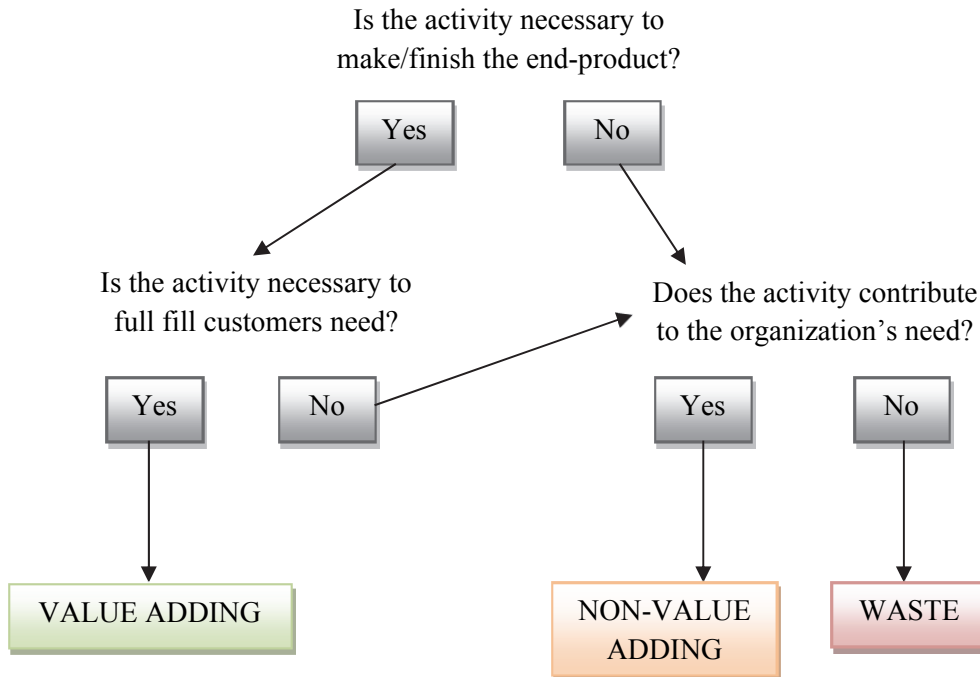 Is the activity necessary to
make/finish the end-product?
Yes
No
Is the activity necessary to
full fill customers need?
Does the activity contribute
to the organization’s need?
Yes
No
Yes
No
VALUE ADDING
NON-VALUE
ADDING
WASTE